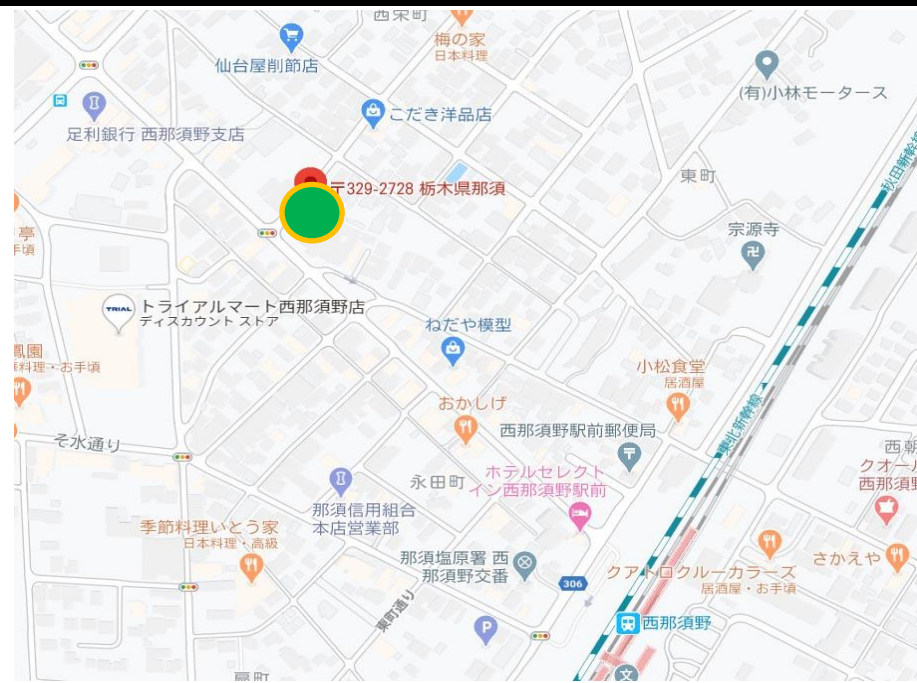 西栄町
梅の家
日本料理
仙台屋削節店
(有)小林モータース
こだき洋品店
足利銀行 西那須野支店
秋田新幹線
〒329-2728 栃木県那須
東町
亭
手頃
宗源寺
卍
TRIAL
トライアルマート西那須野店
ディスカウント ストア
ねだや模型
鳳園
料理・お手頃
小松食堂
居酒屋
おかしげ
東北新幹線
西那須野駅前郵便局
〒
そ水通り
西朝
クオール
西那須野
永田町
ホテルセレクト
イン西那須野駅前
那須信用組合
本店営業部
季節料理いとう家
日本料理・高級
那須塩原署 西
那須野交番
306
クアトロクルーカラーズ
居酒屋・お手頃
さかえや
東町通り
P
西那須野
文
扇町